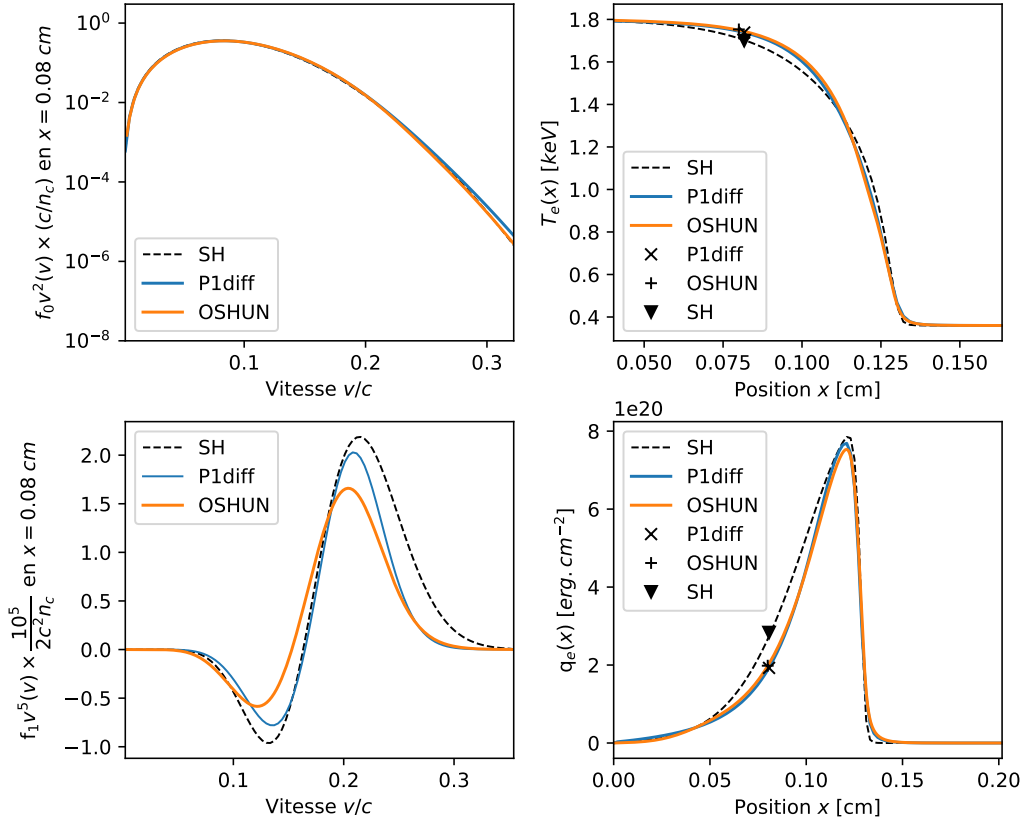 10⁰
10⁻²
10⁻⁴
10⁻⁶
10⁻⁸
f₀v²(v) × (c/n_c) en x = 0.08 cm
SH
P1diff
OSHUN
0.1
0.2
0.3
Vitesse v/c
1.8
1.6
1.4
1.2
1.0
0.8
0.6
0.4
T_e(x) [keV]
SH
P1diff
OSHUN
P1diff
OSHUN
SH
0.050
0.075
0.100
0.125
0.150
Position x [cm]
2.0
1.5
1.0
0.5
0.0
−0.5
−1.0
f₁v⁵(v) × 10⁵/2c²n_c en x = 0.08 cm
SH
P1diff
OSHUN
0.1
0.2
0.3
Vitesse v/c
1e20
8
6
4
2
0
q_e(x) [erg. cm⁻²]
SH
P1diff
OSHUN
P1diff
OSHUN
SH
0.00
0.05
0.10
0.15
0.20
Position x [cm]